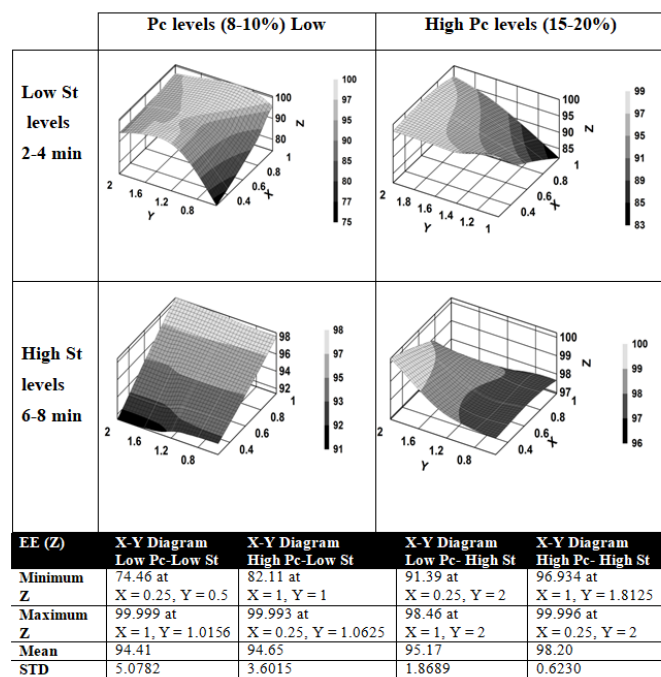 Pc levels (8-10%) Low
High Pc levels (15-20%)
Low St
levels
2-4 min
100
95
90
85
80
Z
1
0.8
0.6
0.4
X
2
1.6
1.2
0.8
Y
100
97
95
90
85
80
77
75
100
95
90
85
Z
1
0.8
0.6
0.4
X
2
1.8
1.6
1.4
1.2
1
Y
99
95
91
89
85
83
High St
levels
6-8 min
98
96
94
92
Z
1
0.8
0.6
0.4
X
2
1.6
1.2
0.8
Y
98
97
95
93
92
91
100
99
98
97
Z
1
0.8
0.6
0.4
X
2
1.6
1.2
0.8
Y
100
99
98
97
96
EE (Z) X-Y Diagram X-Y Diagram X-Y Diagram X-Y Diagram
Low Pc-Low St High Pc-Low St Low Pc- High St High Pc- High St
Minimum 74.46 at 82.11 at 91.39 at 96.934 at
Z X = 0.25, Y = 0.5 X = 1, Y = 1 X = 0.25, Y = 2 X = 1, Y = 1.8125
Maximum 99.999 at 99.993 at 98.46 at 99.996 at
Z X = 1, Y = 1.0156 X = 0.25, Y = 1.0625 X = 1, Y = 2 X = 0.25, Y = 2
Mean 94.41 94.65 95.17 98.20
STD 5.0782 3.6015 1.8689 0.6230